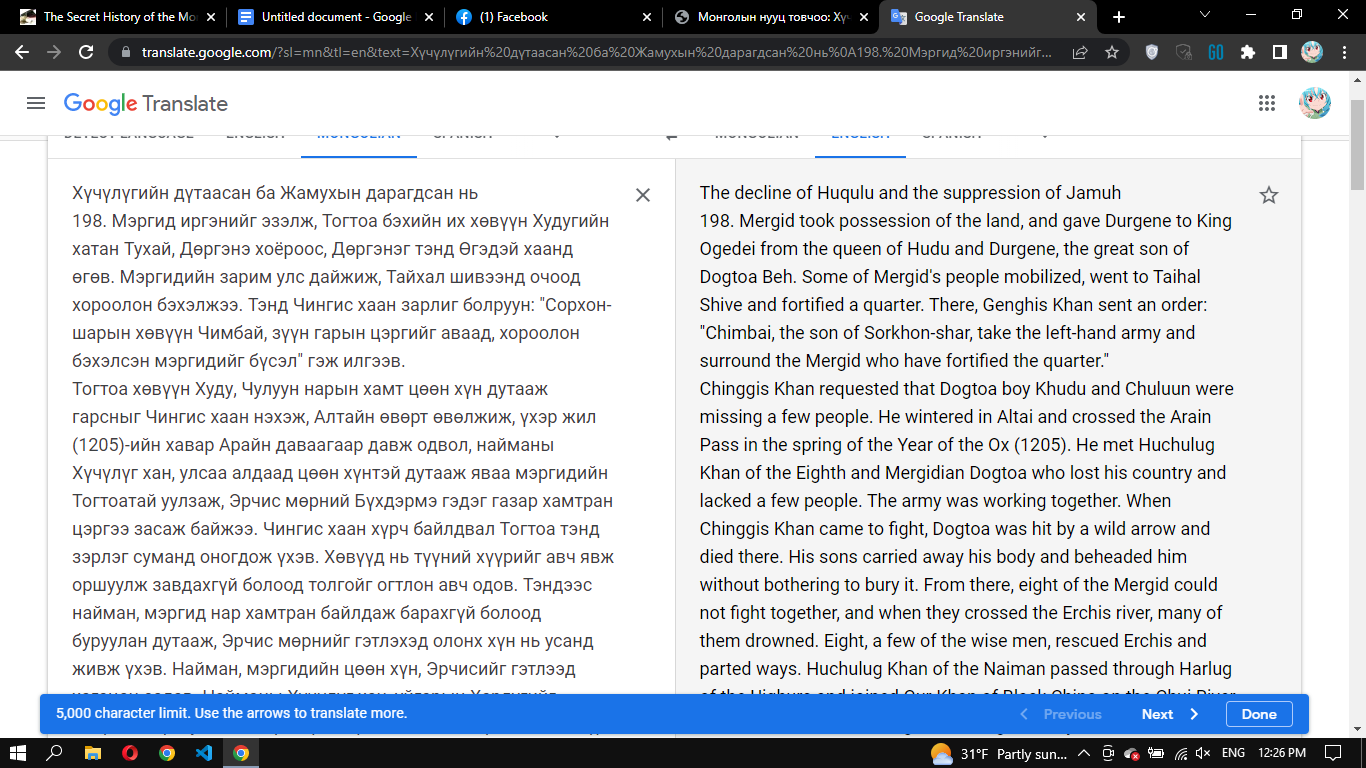 The Secret History of the Mo
Untitled document - Google
(1) Facebook
Монголын нууц товчоо: Хүч
Google Translate
translate.google.com/?sl=mn&tl=en&text=Хүчүлүгийн%20дутаасан%20ба%20Жамухын%20дарагдсан%20нь%0A198.%20Мэргид%20иргэнийг...
Google Translate
DETECT LANGUAGE ENGLISH MONGOLIAN SPANISH MONGOLIAN ENGLISH SPANISH
Хүчүлүгийн дүтаасан ба Жамухын дарагдсан нь
198. Мэргид иргэнийг эзэлж, Тогтоа бэхийн их хөвүүн Худугийн
хатан Тухай, Дөргэнэ хоёроос, Дөргэнэг тэнд Өгэдэй хаанд
өгөв. Мэргидийн зарим улс дайжиж, Тайхал шивээнд очоод
хороолон бэхэлжээ. Тэнд Чингис хаан зарлиг болруун: "Сорхон-
шарын хөвүүн Чимбай, зүүн гарын цэргийг аваад, хороолон
бэхэлсэн мэргидийг бүсэл" гэж илгээв.
Тогтоа хөвүүн Худу, Чулуун нарын хамт цөөн хүн дутааж
гарсныг Чингис хаан нэхэж, Алтайн өвөрт өвөлжиж, үхэр жил
(1205)-ийн хавар Арайн даваагаар давж одвол, найманы
Хүчүлүг хан, улсаа алдаад цөөн хүнтэй дутааж яваа мэргидийн
Тогтоатай уулзаж, Эрчис мөрний Бүхдэрмэ гэдэг газар хамтран
цэргээ засаж байжээ. Чингис хаан хүрч байлдвал Тогтоа тэнд
зэрлэг суманд оногдож үхэв. Хөвүүд нь түүний хүүрийг авч явж
оршуулж завдахгүй болоод толгойг огтлон авч одов. Тэндээс
найман, мэргид нар хамтран байлдаж барахгүй болоод
буруулан дутааж, Эрчис мөрнийг гэтлэхэд олонх хүн нь усанд
живж үхэв. Найман, мэргидийн цөөн хүн, Эрчисийг гэтлээд
The decline of Huqulu and the suppression of Jamuh
198. Mergid took possession of the land, and gave Durgene to King
Ogedei from the queen of Hudu and Durgene, the great son of
Dogtoa Beh. Some of Mergid's people mobilized, went to Taihal
Shive and fortified a quarter. There, Genghis Khan sent an order:
"Chimbai, the son of Sorkhon-shar, take the left-hand army and
surround the Mergid who have fortified the quarter."
Chinggis Khan requested that Dogtoa boy Khudu and Chuluun were
missing a few people. He wintered in Altai and crossed the Arain
Pass in the spring of the Year of the Ox (1205). He met Huchulug
Khan of the Eighth and Mergidian Dogtoa who lost his country and
lacked a few people. The army was working together. When
Chinggis Khan came to fight, Dogtoa was hit by a wild arrow and
died there. His sons carried away his body and beheaded him
without bothering to bury it. From there, eight of the Mergid could
not fight together, and when they crossed the Erchis river, many of
them drowned. Eight, a few of the wise men, rescued Erchis and
parted ways. Huchulug Khan of the Naiman passed through Harlug
5,000 character limit. Use the arrows to translate more.
Previous
Next
Done
31°F Partly sun...
ENG
12:26 PM